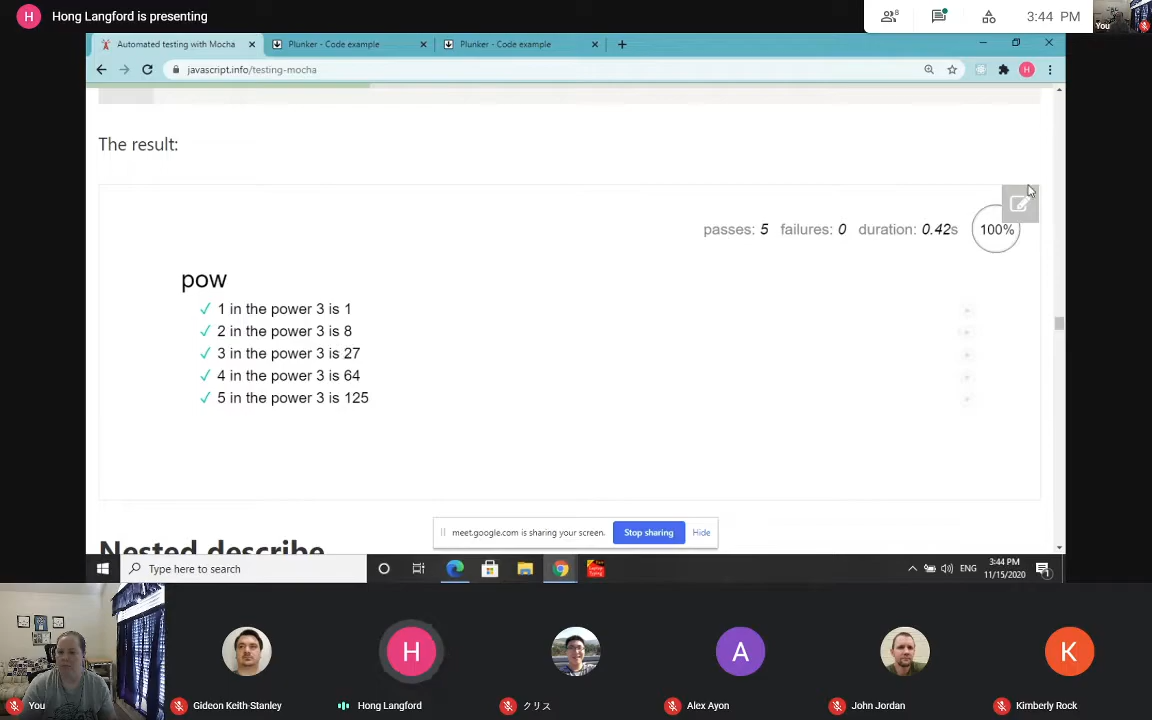 H Hong Langford is presenting
8
3:44 PM
You
Automated testing with Mocha
Plunker - Code example
Plunker - Code example
javascript.info/testing-mocha
H
The result:
passes: 5 failures: 0 duration: 0.42s 100%
pow
✓ 1 in the power 3 is 1
✓ 2 in the power 3 is 8
✓ 3 in the power 3 is 27
✓ 4 in the power 3 is 64
✓ 5 in the power 3 is 125
meet.google.com is sharing your screen. Stop sharing Hide
Nested describe
Type here to search
ENG
3:44 PM
11/15/2020
1
H
A
K
You
Gideon Keith-Stanley
Hong Langford
クリス
Alex Ayon
John Jordan
Kimberly Rock